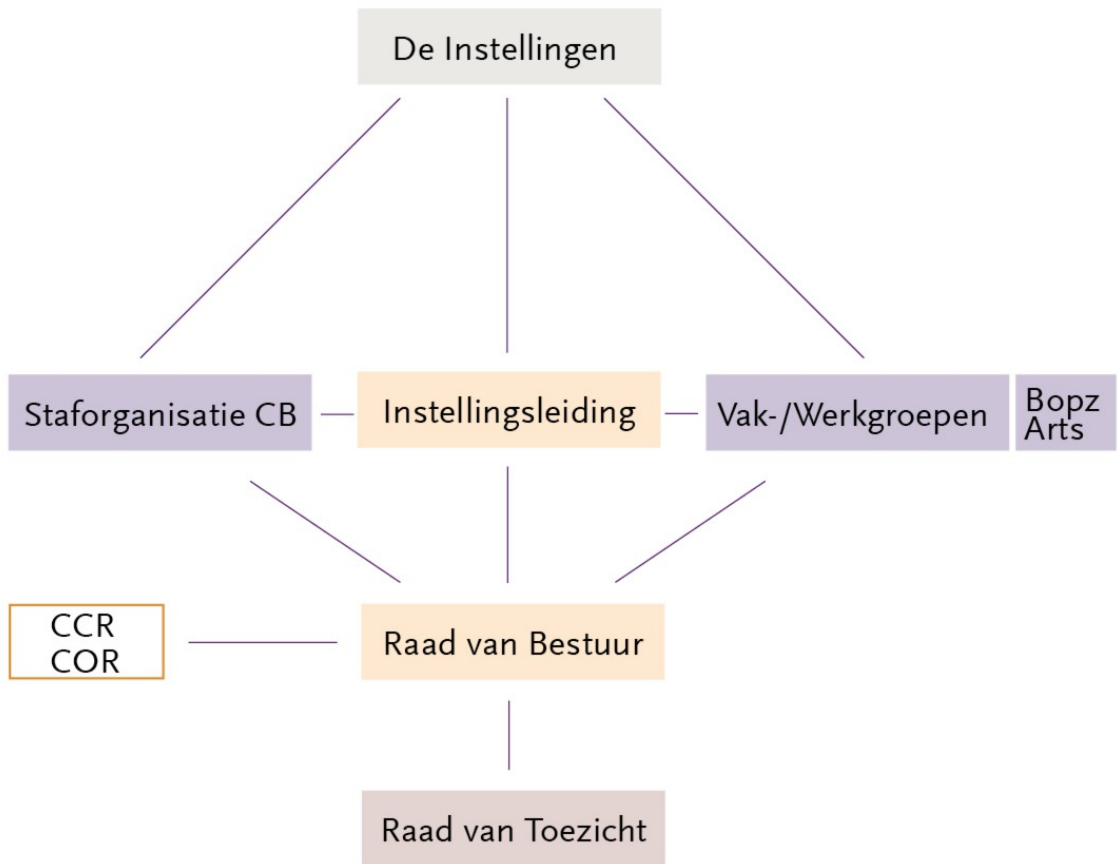 De Instellingen
Staforganisatie CB
Instellingsleiding
Vak-/Werkgroepen
Bopz
Arts
CCR
COR
Raad van Bestuur
Raad van Toezicht